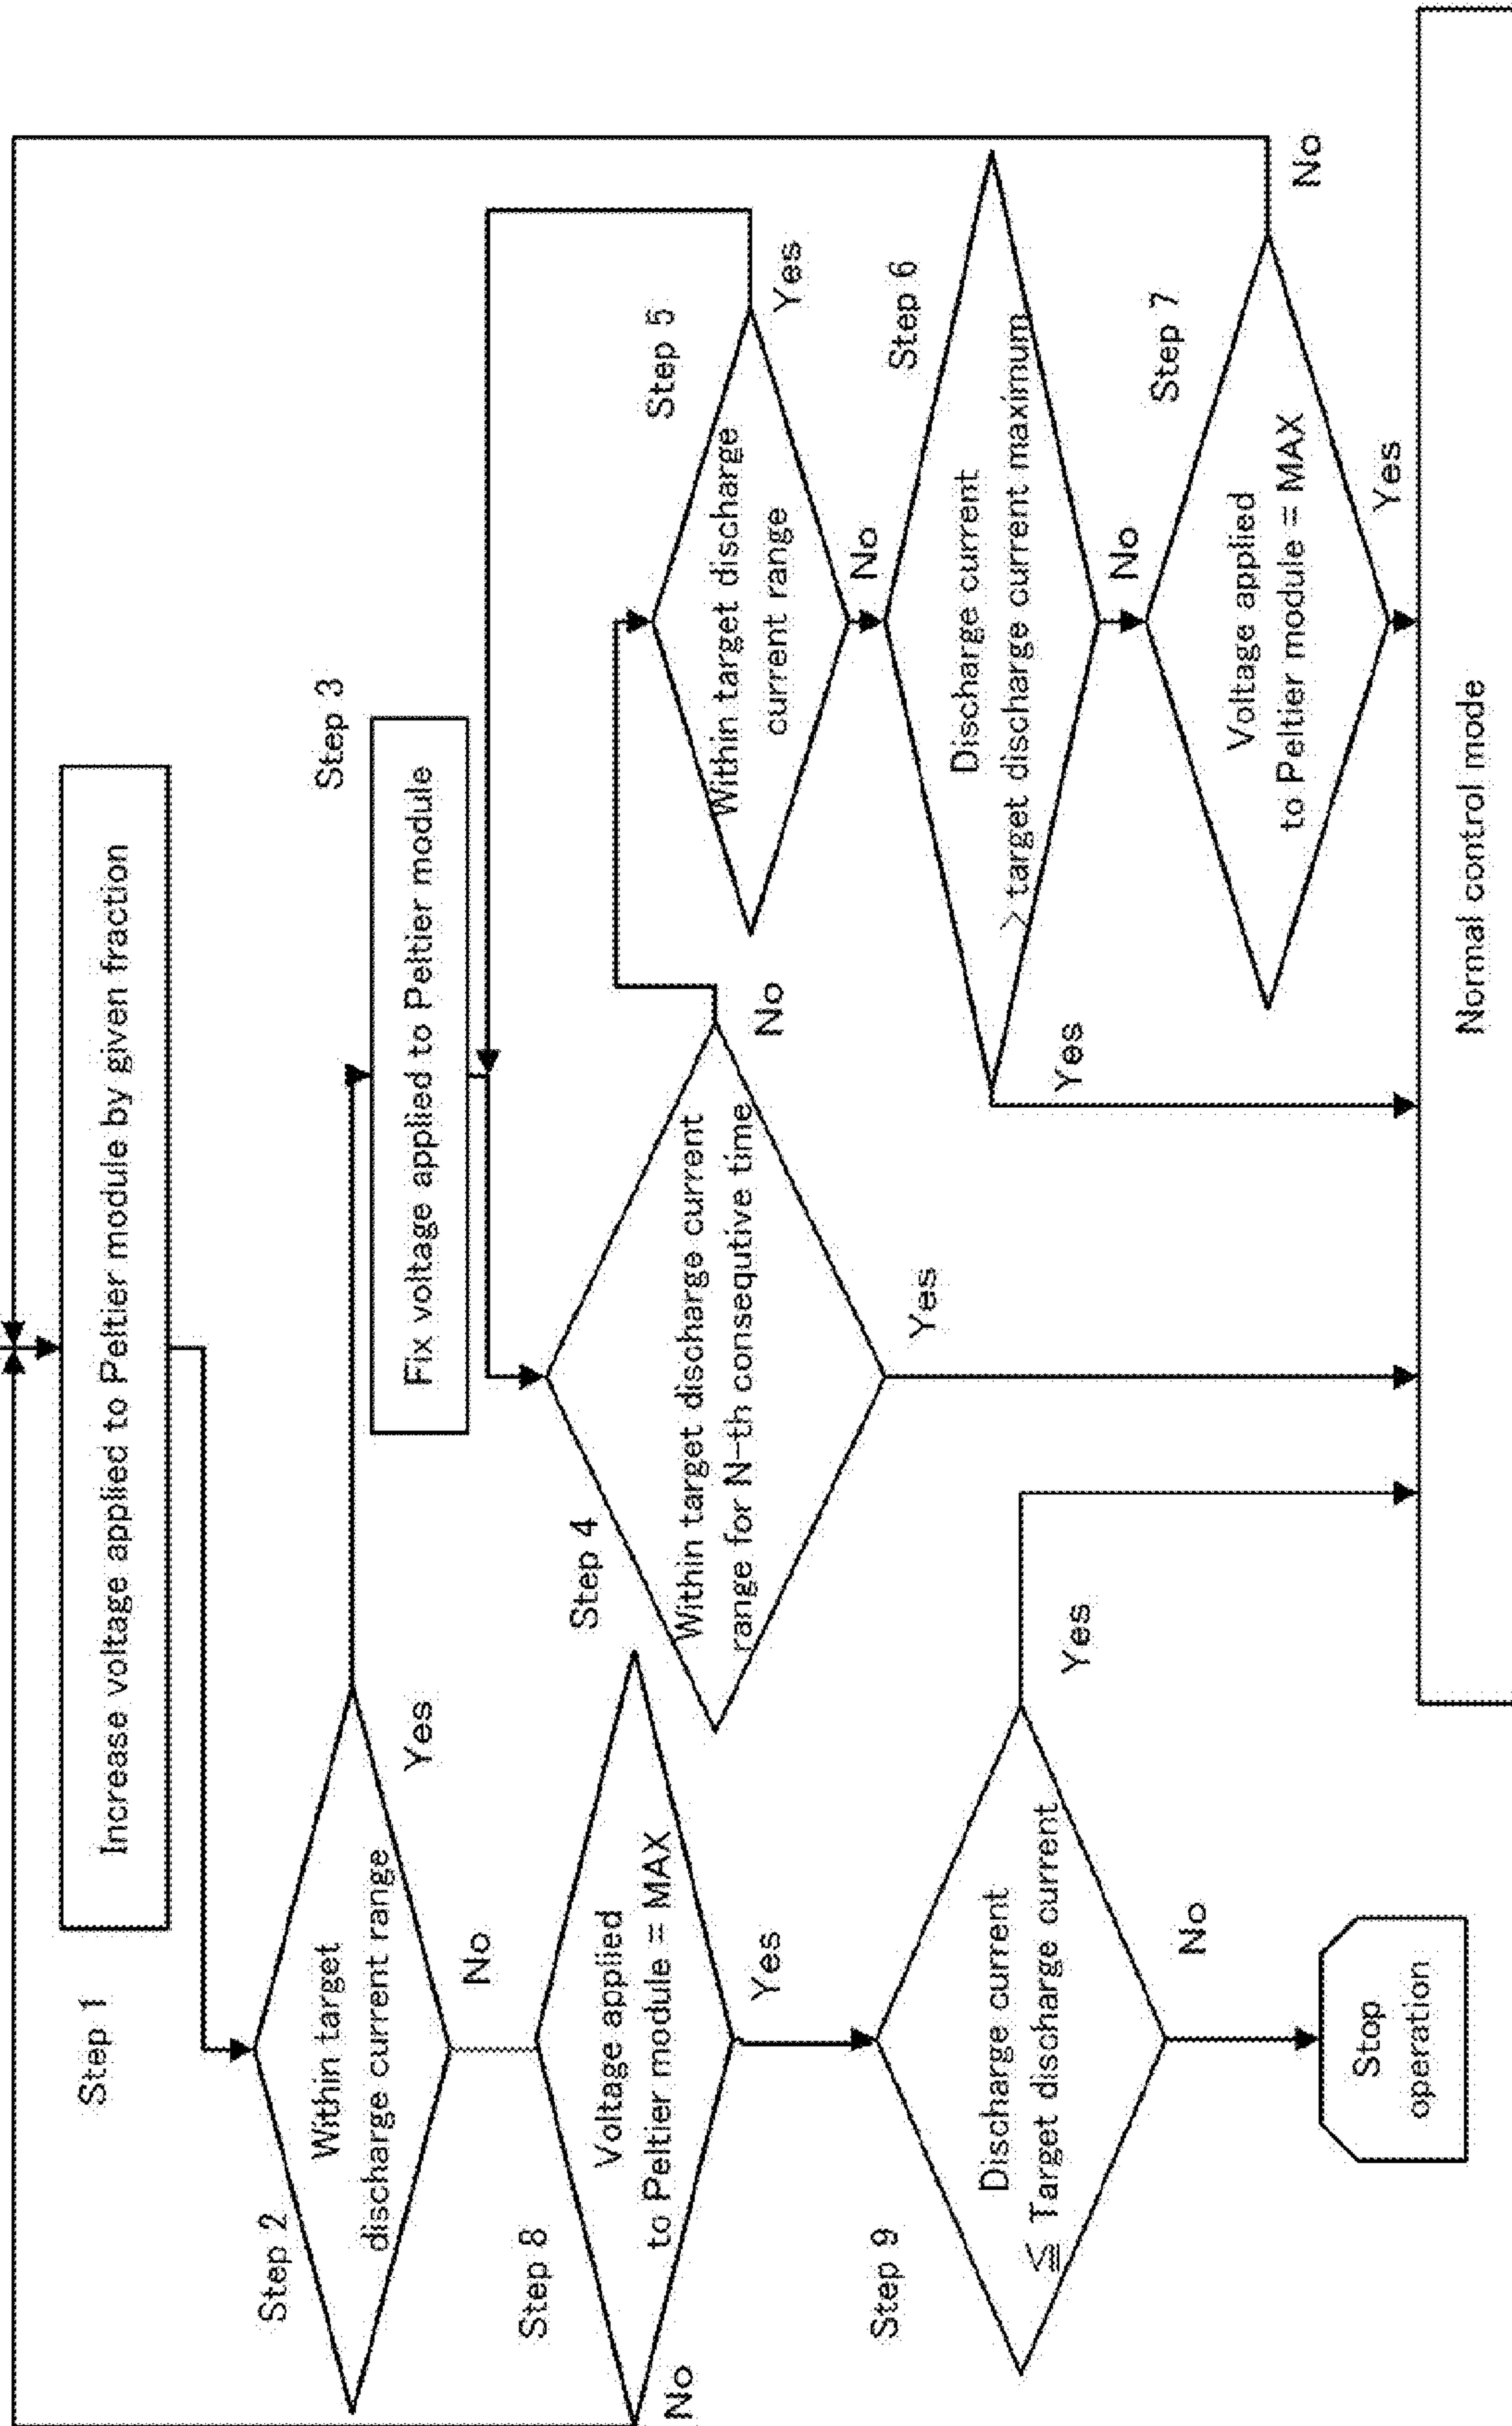 Step 1
Increase voltage applied to Peltier module by given fraction
Step 2
Within target
discharge current range
Yes
No
Step 3
Fix voltage applied to Peltier module
Step 8
Voltage applied
to Peltier module = MAX
No
Yes
Step 4
Within target discharge current
range for N-th consequtive time
No
Yes
Step 5
Within target discharge
current range
Yes
No
Step 6
Discharge current
> target discharge current maximum
Yes
No
Step 7
Voltage applied
to Peltier module = MAX
No
Yes
Step 9
Discharge current
≦ Target discharge current
Yes
No
Stop
operation
Normal control mode